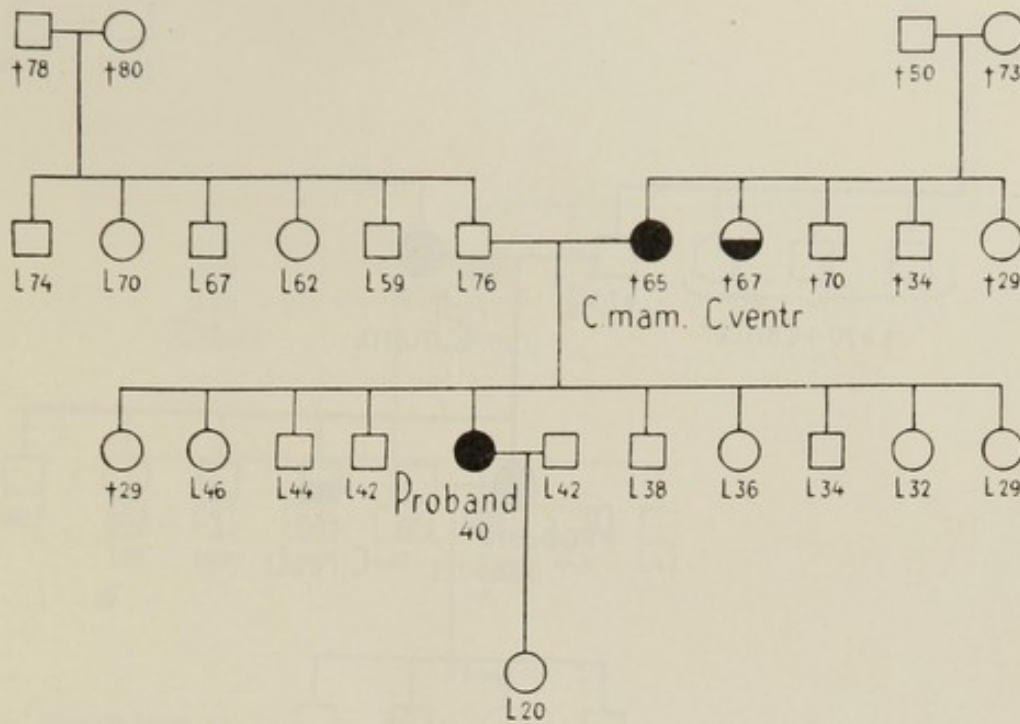 †78 †80 †50 †73
L74 L70 L67 L62 L59 L76 †65 †67 †70 †34 †29
C.mam. C.ventr
†29 L46 L44 L42 Proband L42 L38 L36 L34 L32 L29
40
L20